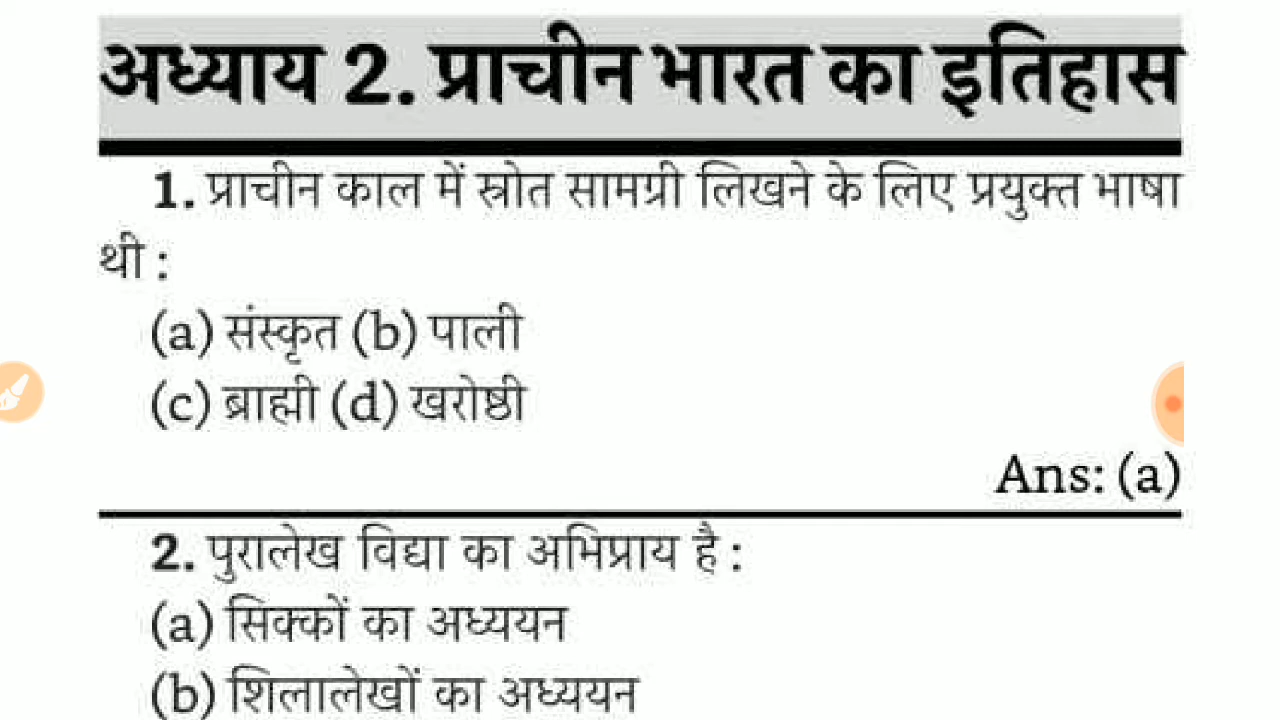 अध्याय 2. प्राचीन भारत का इतिहास
1. प्राचीन काल में स्रोत सामग्री लिखने के लिए प्रयुक्त भाषा
थी :
(a) संस्कृत (b) पाली
(c) ब्राह्मी (d) खरोष्ठी
Ans: (a)
2. पुरालेख विद्या का अभिप्राय है :
(a) सिक्कों का अध्ययन
(b) शिलालेखों का अध्ययन